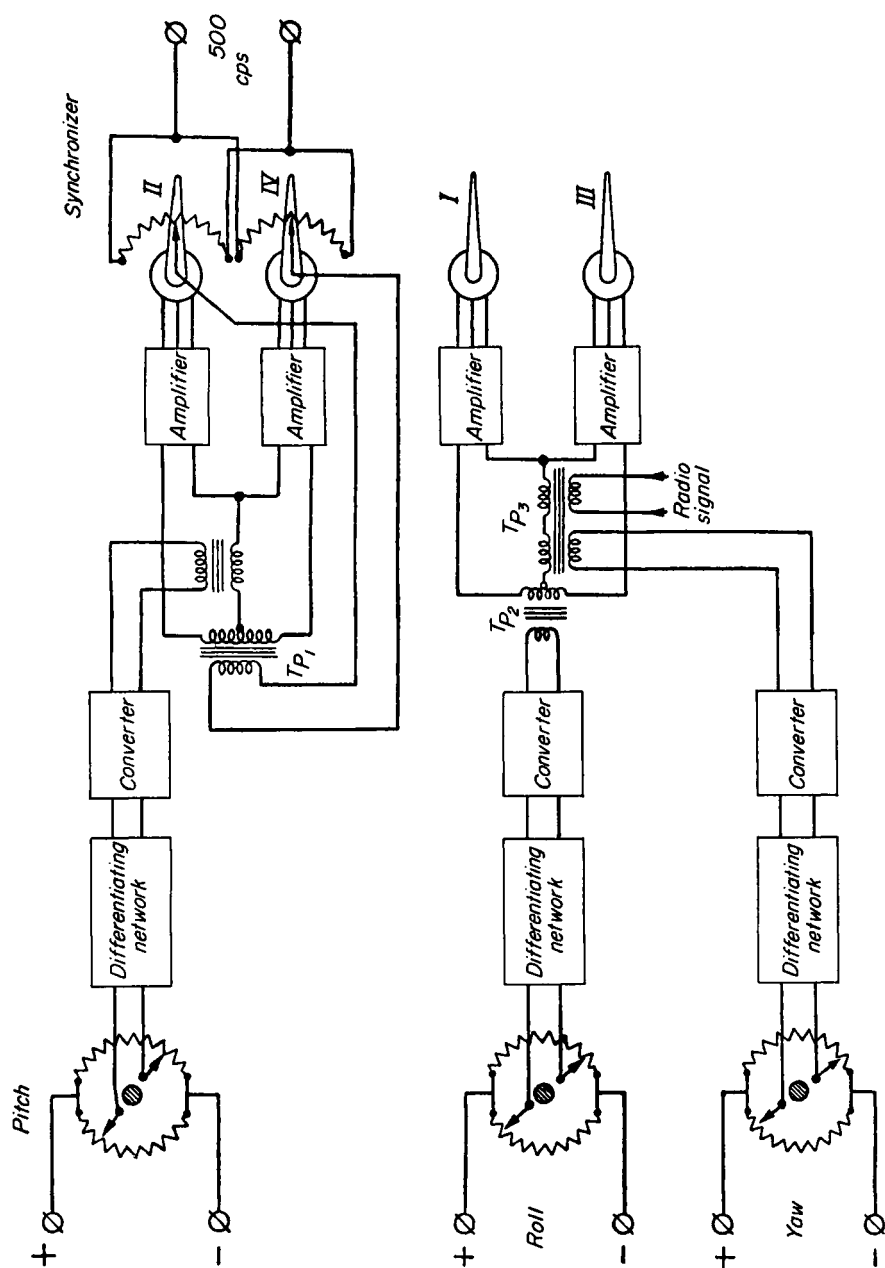 Synchronizer
500
cps
II
IV
Amplifier
Amplifier
Tp1
Converter
Differentiating
network
Pitch
+
-
I
III
Amplifier
Amplifier
Tp3
Radio
signal
Tp2
Converter
Differentiating
network
+
Roll
-
Converter
Differentiating
network
+
Yaw
-